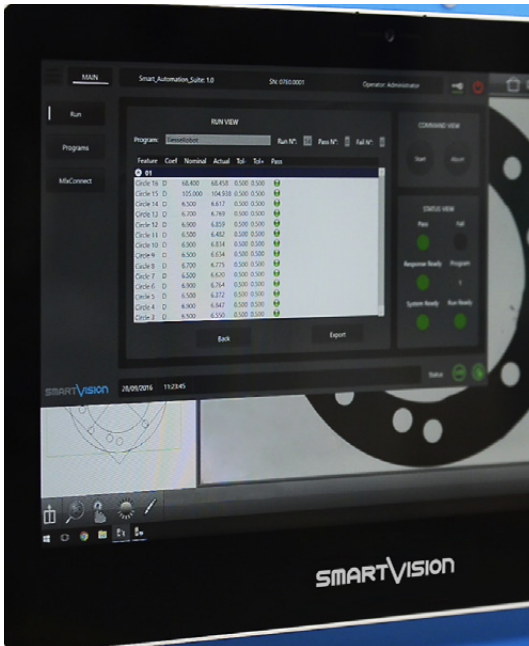 MAIN
Smart_Automation_Suite: 1.0
SN: 07E0.0001
Operator: Administrator
Run
Programs
MlxConnect
RUN VIEW
Program:
Run N°:
Pass N°:
Fail N°:
Feature Coef Nominal Actual Tol- Tol+ Pass
01
Circle 16 D 68.400 68.458 0.500 0.500
Circle 15 D 105.000 104.938 0.500 0.500
Circle 14 D 6.500 6.617 0.500 0.500
Circle 13 D 6.700 6.769 0.500 0.500
Circle 12 D 6.900 6.859 0.500 0.500
Circle 11 D 6.500 6.482 0.500 0.500
Circle 10 D 6.900 6.834 0.500 0.500
Circle 9 D 6.500 6.634 0.500 0.500
Circle 8 D 6.700 6.775 0.500 0.500
Circle 7 D 6.500 6.620 0.500 0.500
Circle 6 D 6.900 6.764 0.500 0.500
Circle 5 D 6.500 6.372 0.500 0.500
Circle 4 D 6.900 6.847 0.500 0.500
Circle 3 D 6.500 6.550 0.500 0.500
Back
Export
COMMAND VIEW
Start
Abort
STATUS VIEW
Pass
Fail
Response Ready
Program
1
System Ready
Run Ready
Status
SMARTVISION
28/09/2016 11:23:45
SMARTVISION